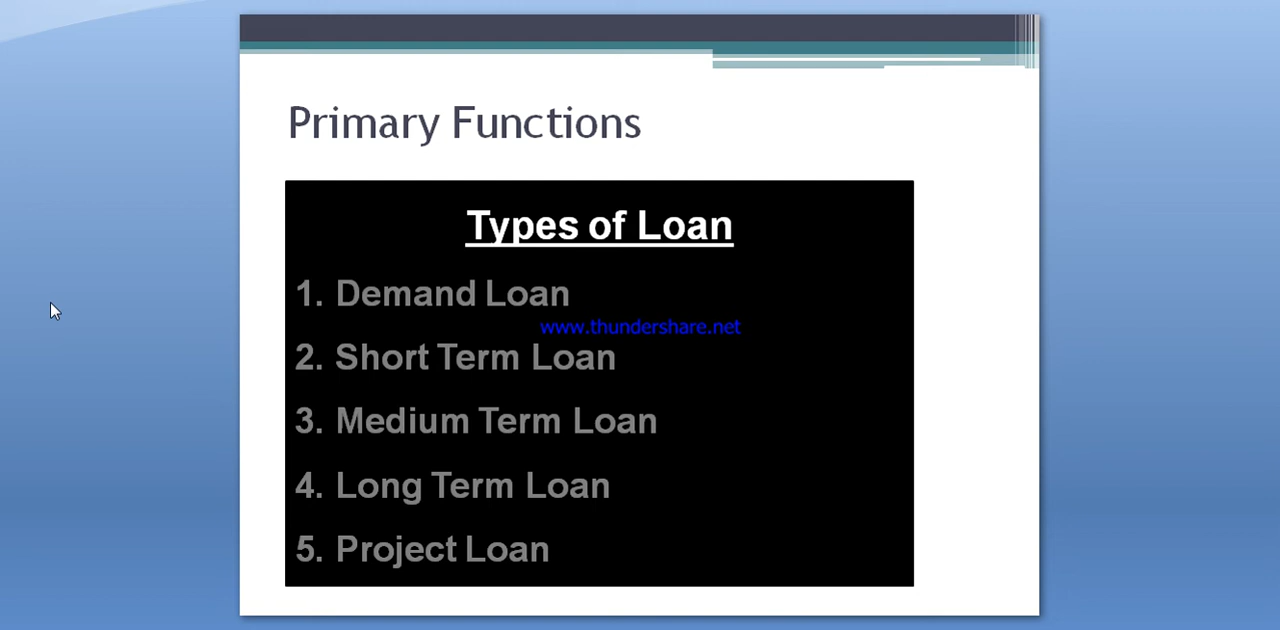 Primary Functions
Types of Loan
1. Demand Loan
www.thundershare.net
2. Short Term Loan
3. Medium Term Loan
4. Long Term Loan
5. Project Loan